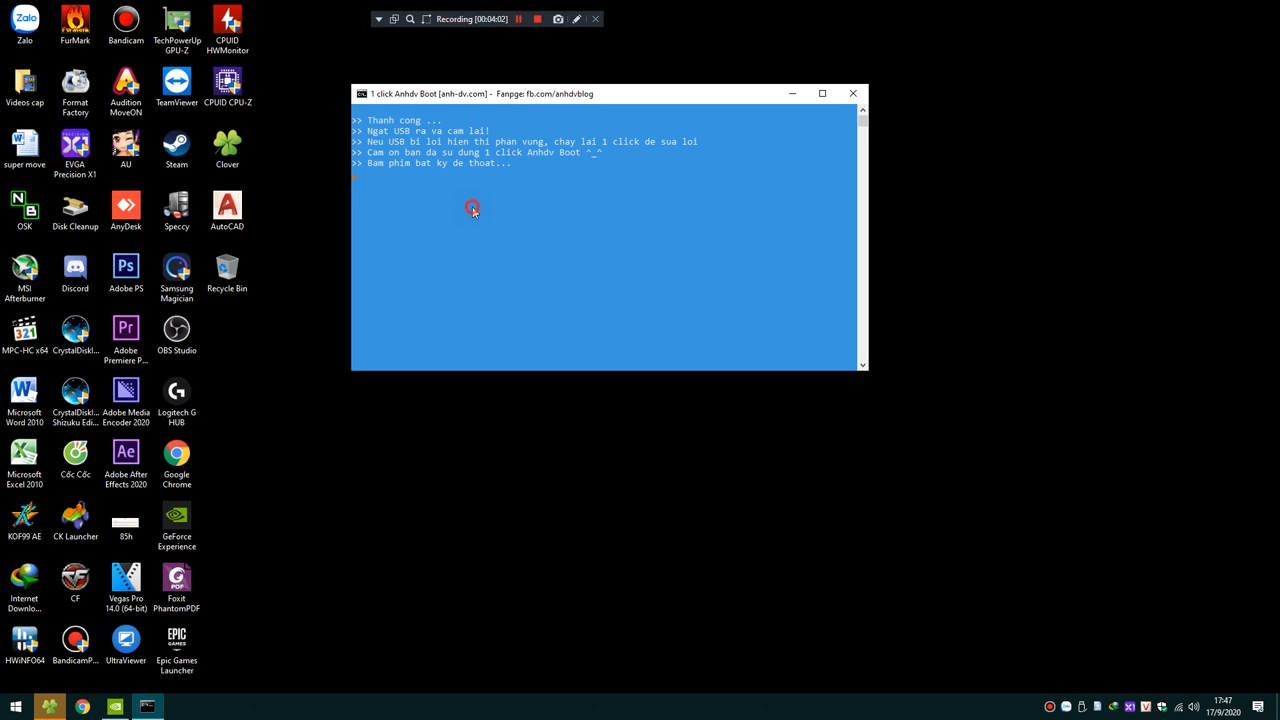 Recording [00:04:02]
1 click Anhdv Boot [anh-dv.com] - Fanpge: fb.com/anhdvblog
>> Thanh cong ...
>> Ngat USB ra va cam lai!
>> Neu USB bi loi hien thi phan vung, chay lai 1 click de sua loi
>> Cam on ban da su dung 1 click Anhdv Boot ^_^
>> Bam phim bat ky de thoat...
Zalo
FurMark
Bandicam
TechPowerUp
GPU-Z
CPUID
HWMonitor
Videos cap
Format
Factory
Audition
MoveON
TeamViewer
CPUID CPU-Z
super move
EVGA
Precision X1
AU
Steam
Clover
OSK
Disk Cleanup
AnyDesk
Speccy
AutoCAD
MSI
Afterburner
Discord
Adobe PS
Samsung
Magician
Recycle Bin
MPC-HC x64
CrystalDiskI...
Adobe
Premiere P...
OBS Studio
Microsoft
Word 2010
CrystalDiskI...
Shizuku Edi...
Adobe Media
Encoder 2020
Logitech G
HUB
Microsoft
Excel 2010
Cốc Cốc
Adobe After
Effects 2020
Google
Chrome
KOF99 AE
CK Launcher
85h
GeForce
Experience
Internet
Downlo...
CF
Vegas Pro
14.0 (64-bit)
Foxit
PhantomPDF
HWiNFO64
BandicamP...
UltraViewer
Epic Games
Launcher
17:47
17/9/2020